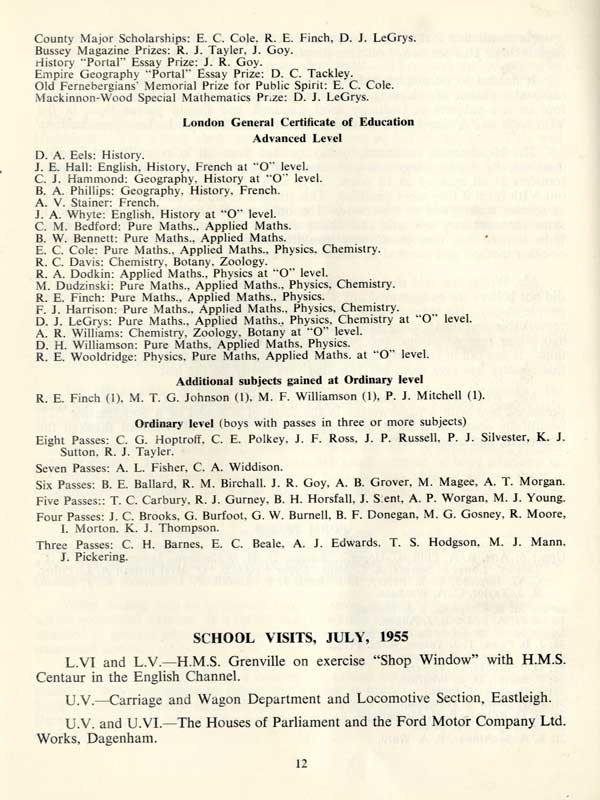 County Major Scholarships: E. C. Cole, R. E. Finch, D. J. LeGrys.
Bussey Magazine Prizes: R. J. Tayler, J. Goy.
History "Portal" Essay Prize: J. R. Goy.
Empire Geography "Portal" Essay Prize: D. C. Tackley.
Old Fernebergians' Memorial Prize for Public Spirit: E. C. Cole.
Mackinnon-Wood Special Mathematics Prize: D. J. LeGrys.
London General Certificate of Education
Advanced Level
D. A. Eels: History.
J. E. Hall: English, History, French at "O" level.
C. J. Hammond: Geography, History at "O" level.
B. A. Phillips: Geography, History, French.
A. V. Stainer: French.
J. A. Whyte: English, History at "O" level.
C. M. Bedford: Pure Maths., Applied Maths.
B. W. Bennett: Pure Maths., Applied Maths.
E. C. Cole: Pure Maths., Applied Maths., Physics, Chemistry.
R. C. Davis: Chemistry, Botany, Zoology.
R. A. Dodkin: Applied Maths., Physics at "O" level.
M. Dudzinski: Pure Maths., Applied Maths., Physics, Chemistry.
R. E. Finch: Pure Maths., Applied Maths., Physics.
F. J. Harrison: Pure Maths., Applied Maths., Physics, Chemistry.
D. J. LeGrys: Pure Maths., Applied Maths., Physics, Chemistry at "O" level.
A. R. Williams: Chemistry, Zoology, Botany at "O" level.
D. H. Williamson: Pure Maths, Applied Maths, Physics.
R. E. Wooldridge: Physics, Pure Maths, Applied Maths. at "O" level.
Additional subjects gained at Ordinary level
R. E. Finch (1), M. T. G. Johnson (1), M. F. Williamson (1), P. J. Mitchell (1).
Ordinary level (boys with passes in three or more subjects)
Eight Passes: C. G. Hoptroff, C. E. Polkey, J. F. Ross, J. P. Russell, P. J. Silvester, K. J.
Sutton, R. J. Tayler.
Seven Passes: A. L. Fisher, C. A. Widdison.
Six Passes: B. E. Ballard, R. M. Birchall. J. R. Goy, A. B. Grover, M. Magee, A. T. Morgan.
Five Passes:: T. C. Carbury, R. J. Gurney, B. H. Horsfall, J. S ent, A. P. Worgan, M. J. Young.
Four Passes: J. C. Brooks, G. Burfoot, G. W. Burnell, B. F. Donegan, M. G. Gosney, R. Moore,
I. Morton, K. J. Thompson.
Three Passes: C. H. Barnes, E. C. Beale, A. J. Edwards, T. S. Hodgson, M. J. Mann,
J. Pickering.
SCHOOL VISITS, JULY, 1955
L.VI and L.V.—H.M.S. Grenville on exercise "Shop Window" with H.M.S.
Centaur in the English Channel.
U.V.—Carriage and Wagon Department and Locomotive Section, Eastleigh.
U.V. and U.VI.—The Houses of Parliament and the Ford Motor Company Ltd.
Works, Dagenham.
12